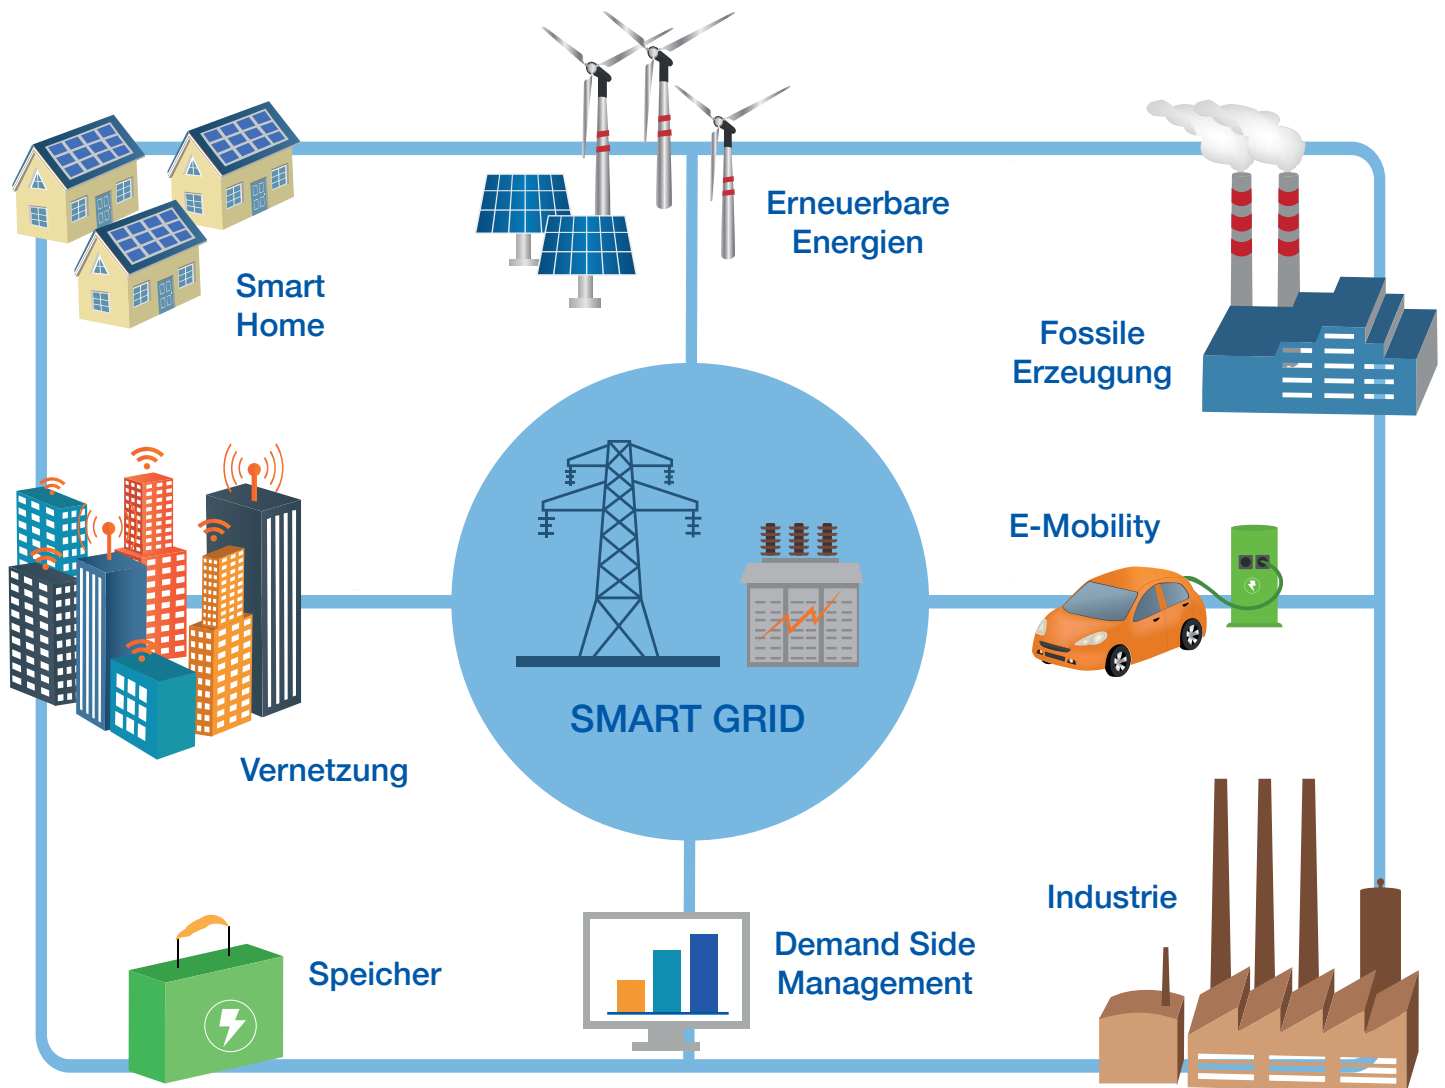 Erneuerbare
Energien
Smart
Home
Fossile
Erzeugung
E-Mobility
SMART GRID
Vernetzung
Industrie
Demand Side
Management
Speicher